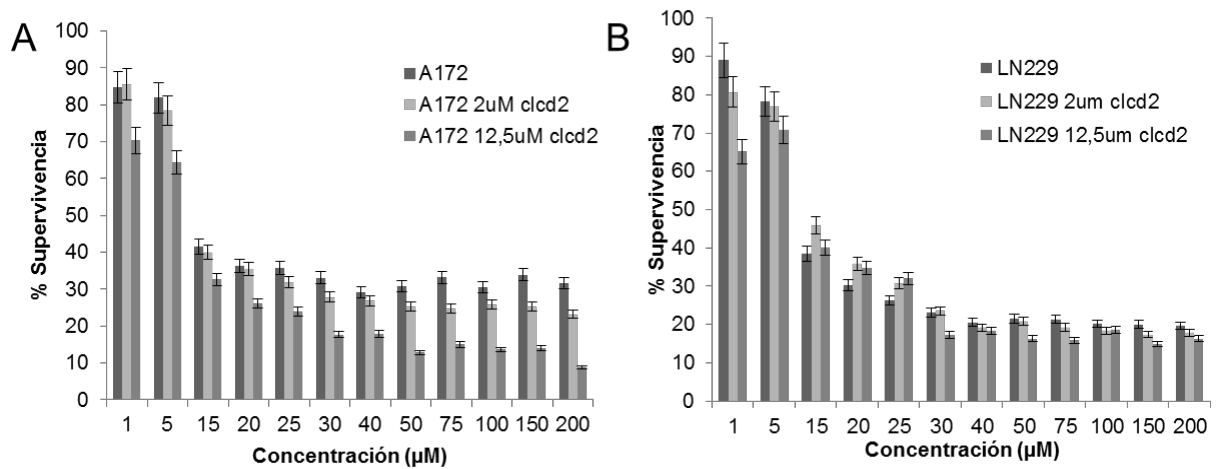 A
100
90
80
70
60
50
40
30
20
10
0
% Supervivencia
A172
A172 2uM clcd2
A172 12,5uM clcd2
1 5 15 20 25 30 40 50 75 100 150 200
Concentración (µM)
B
100
90
80
70
60
50
40
30
20
10
0
% Supervivencia
LN229
LN229 2um clcd2
LN229 12,5um clcd2
1 5 15 20 25 30 40 50 75 100 150 200
Concentración (µM)